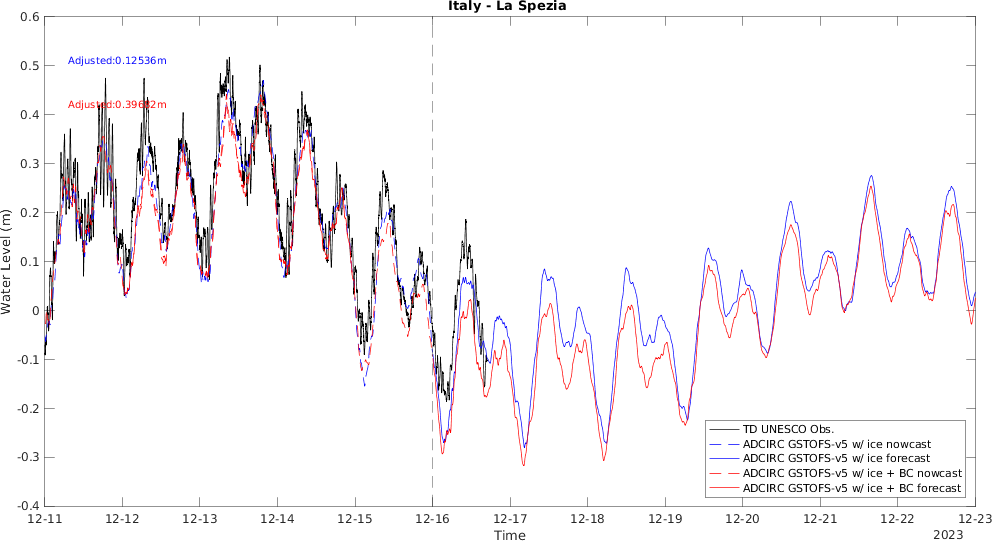 Italy - La Spezia
0.6
0.5
0.4
0.3
0.2
0.1
0
-0.1
-0.2
-0.3
-0.4
Water Level (m)
Adjusted:0.12536m
Adjusted:0.39682m
TD UNESCO Obs.
ADCIRC GSTOFS-v5 w/ ice nowcast
ADCIRC GSTOFS-v5 w/ ice forecast
ADCIRC GSTOFS-v5 w/ ice + BC nowcast
ADCIRC GSTOFS-v5 w/ ice + BC forecast
12-11 12-12 12-13 12-14 12-15 12-16 12-17 12-18 12-19 12-20 12-21 12-22 12-23
Time
2023